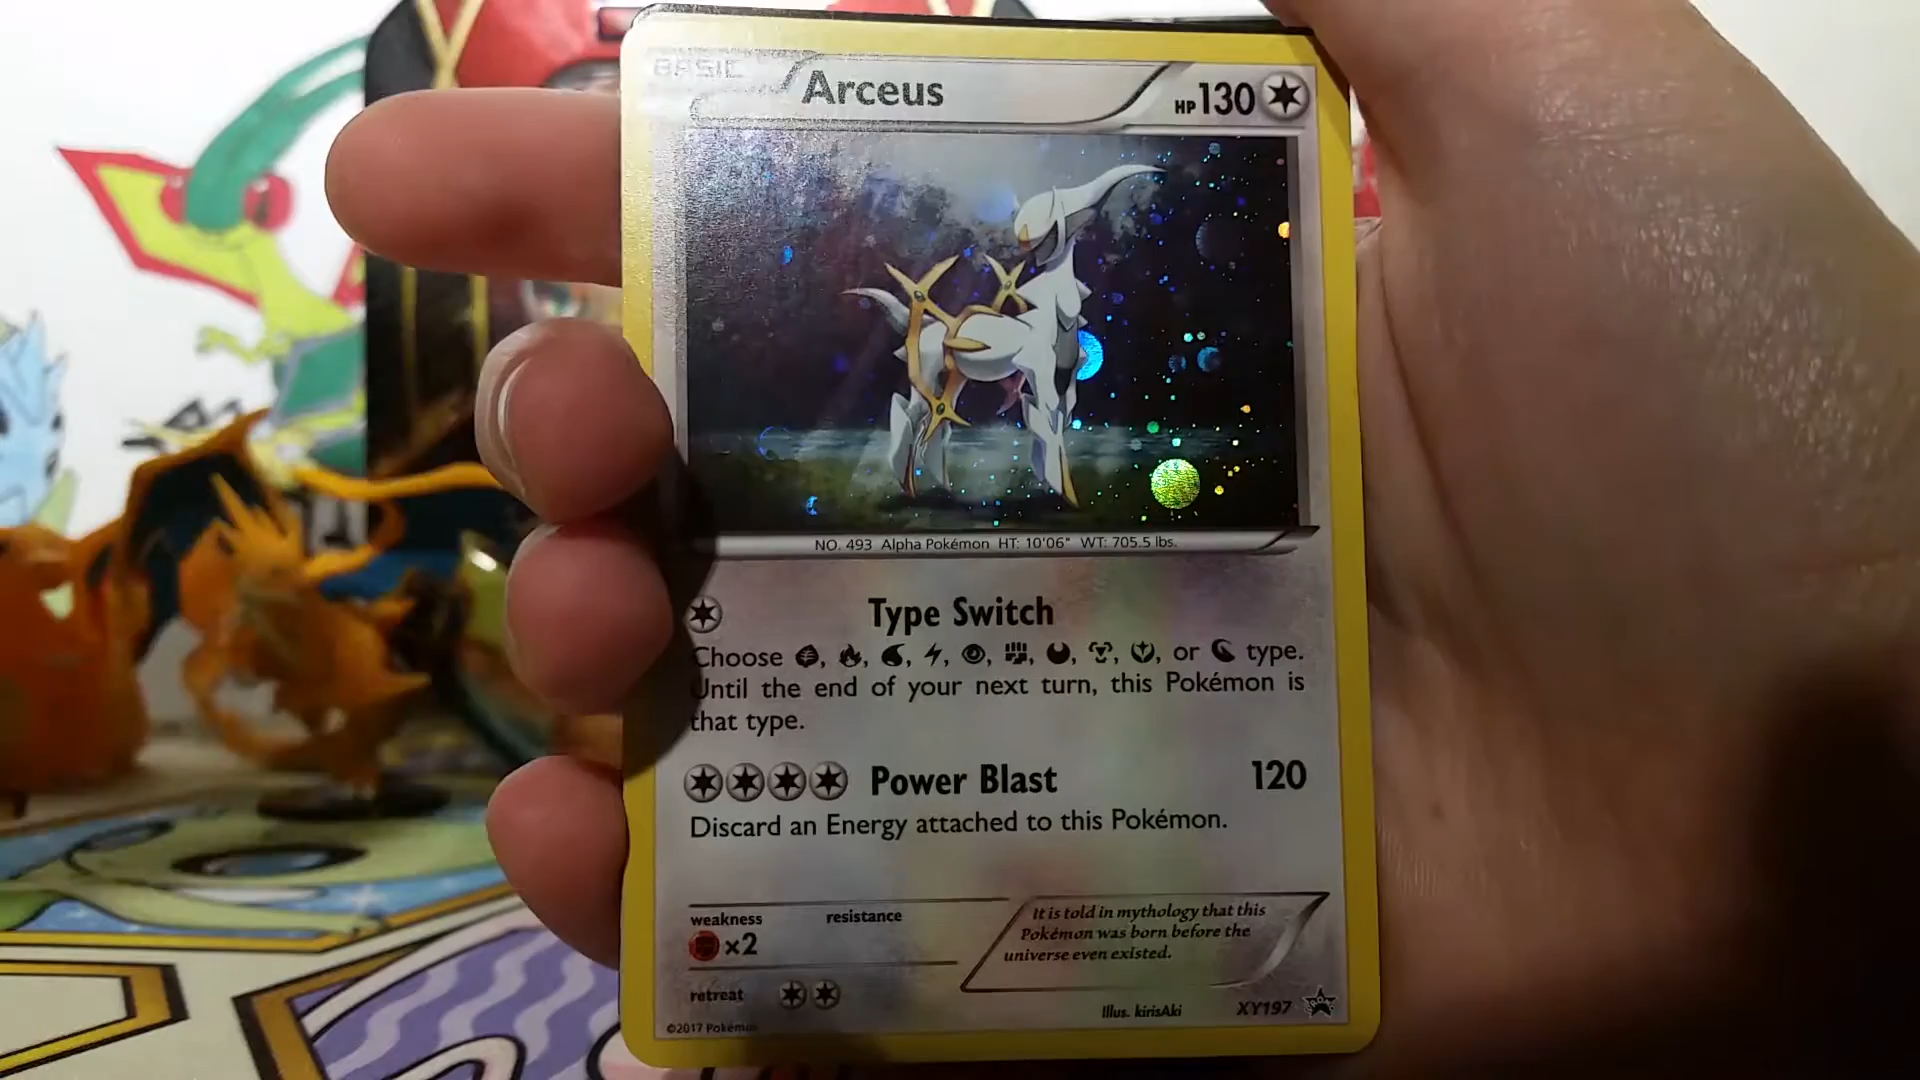 BASIC
Arceus
HP 130
NO. 493 Alpha Pokémon HT: 10'06" WT: 705.5 lbs.
Type Switch
Choose , , , , , , , , , or type.
Until the end of your next turn, this Pokémon is
that type.
Power Blast 120
Discard an Energy attached to this Pokémon.
weakness resistance
×2
It is told in mythology that this
Pokémon was born before the
universe even existed.
retreat
Illus. kirisAki XY197
©2017 Pokémon